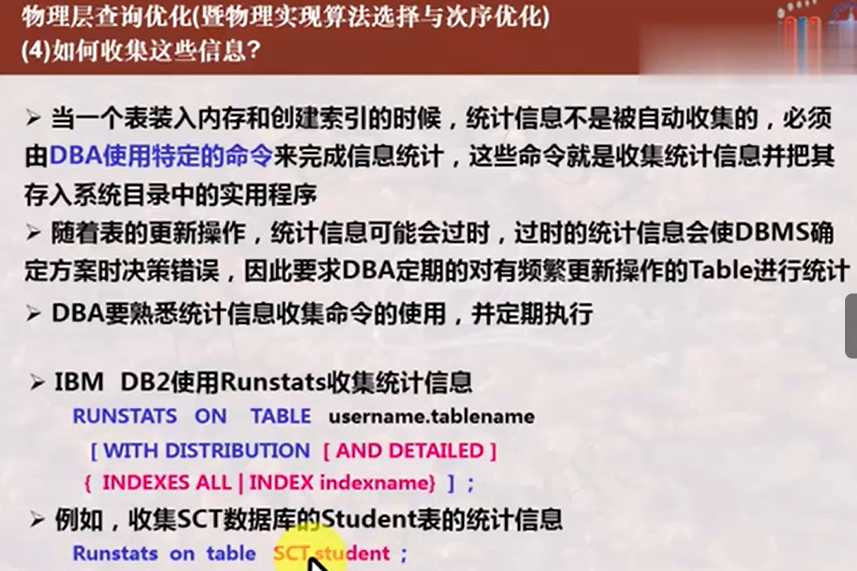 物理层查询优化(暨物理实现算法选择与次序优化)
(4)如何收集这些信息?
➢ 当一个表装入内存和创建索引的时候，统计信息不是被自动收集的，必须
由DBA使用特定的命令来完成信息统计，这些命令就是收集统计信息并把其
存入系统目录中的实用程序
➢ 随着表的更新操作，统计信息可能会过时，过时的统计信息会使DBMS确
定方案时决策错误，因此要求DBA定期的对有频繁更新操作的Table进行统计
➢ DBA要熟悉统计信息收集命令的使用，并定期执行
➢ IBM DB2使用Runstats收集统计信息
RUNSTATS ON TABLE username.tablename
[ WITH DISTRIBUTION [ AND DETAILED ]
{ INDEXES ALL | INDEX indexname} ] ;
➢ 例如，收集SCT数据库的Student表的统计信息
Runstats on table SCT.student ;